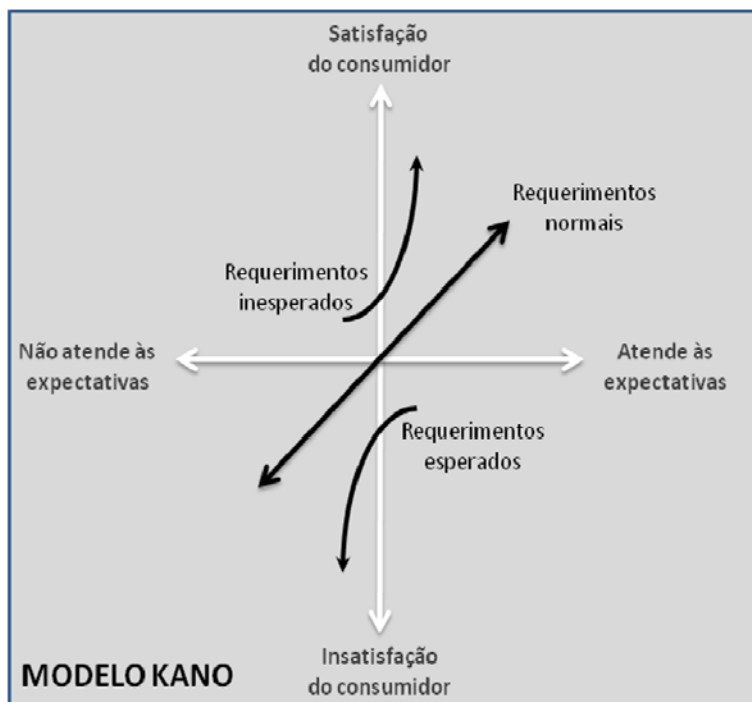 Satisfação
do consumidor
Requerimentos
normais
Requerimentos
inesperados
Não atende às
expectativas
Atende às
expectativas
Requerimentos
esperados
Insatisfação
do consumidor
MODELO KANO